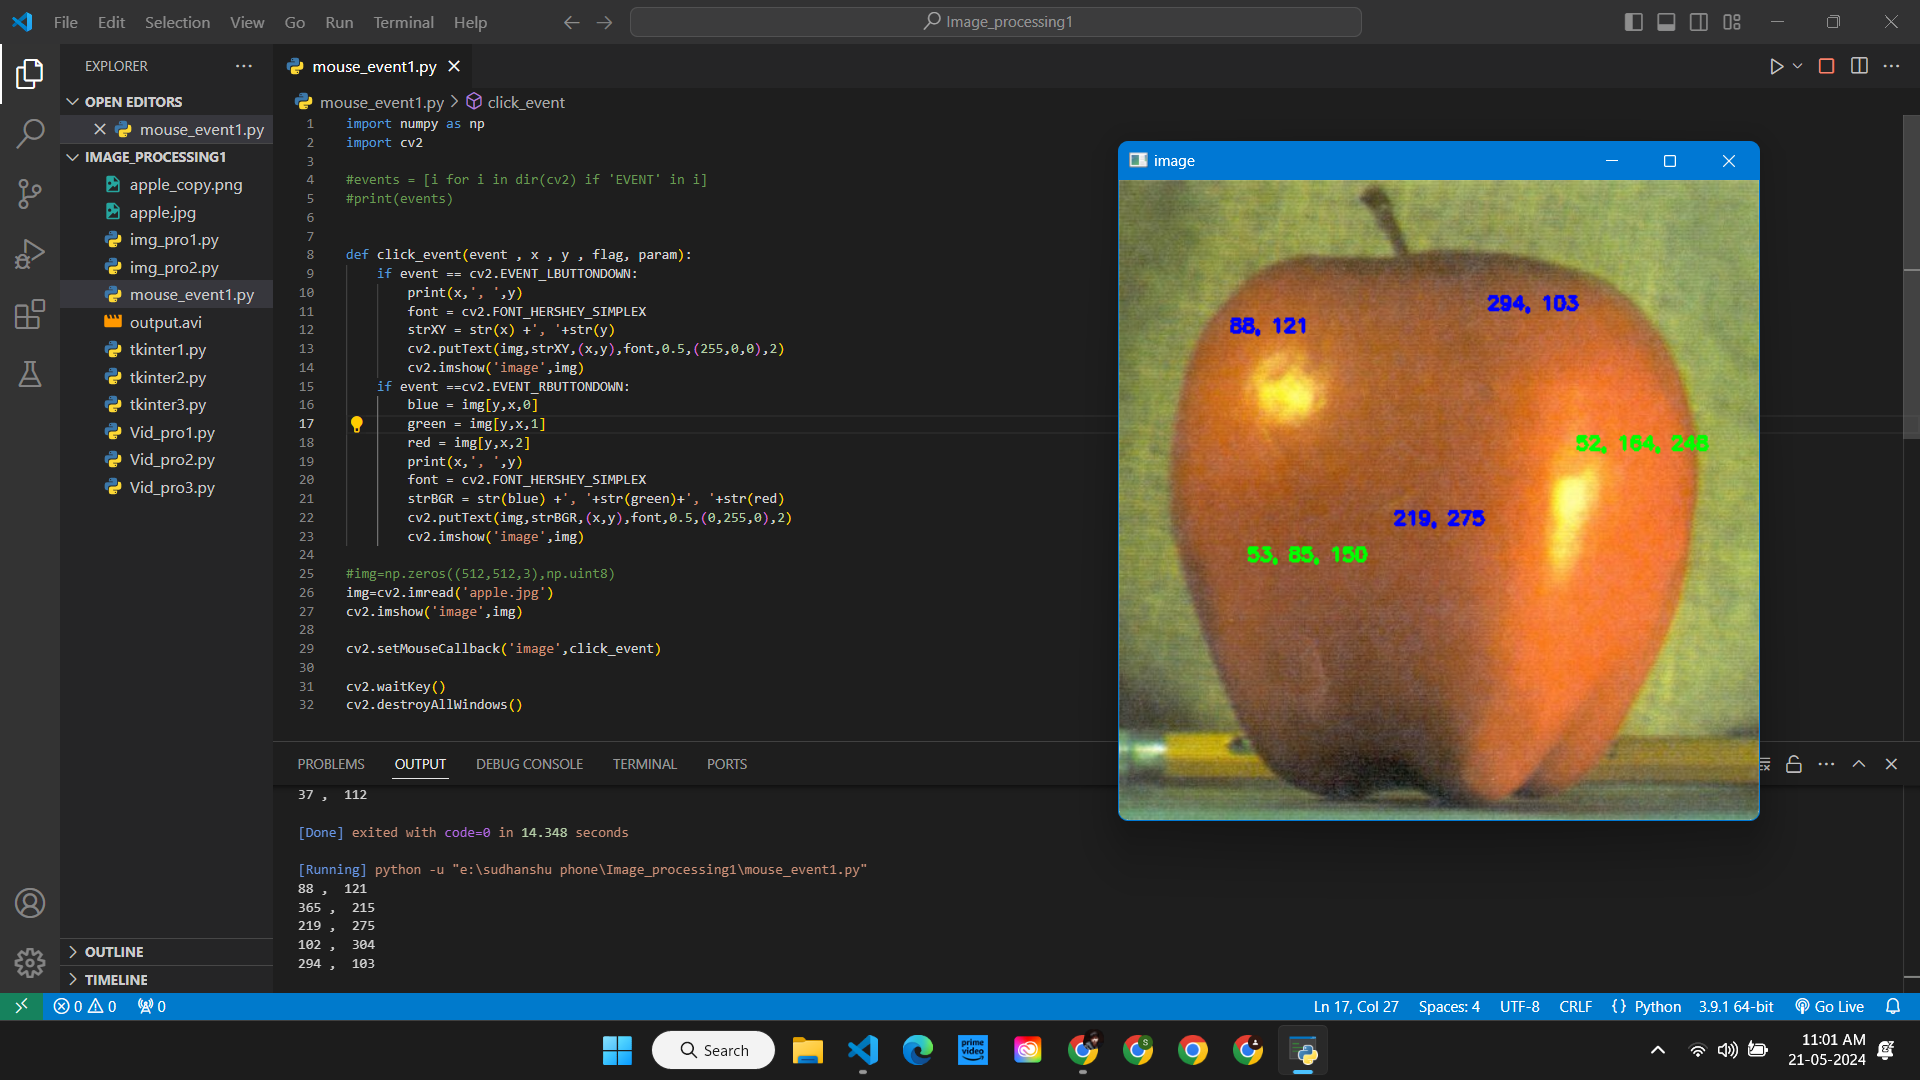 File Edit Selection View Go Run Terminal Help
Image_processing1
EXPLORER
OPEN EDITORS
mouse_event1.py
IMAGE_PROCESSING1
apple_copy.png
apple.jpg
img_pro1.py
img_pro2.py
mouse_event1.py
output.avi
tkinter1.py
tkinter2.py
tkinter3.py
Vid_pro1.py
Vid_pro2.py
Vid_pro3.py
OUTLINE
TIMELINE
mouse_event1.py
mouse_event1.py > click_event
1 import numpy as np
2 import cv2
3
4 #events = [i for i in dir(cv2) if 'EVENT' in i]
5 #print(events)
6
7
8 def click_event(event , x , y , flag, param):
9 if event == cv2.EVENT_LBUTTONDOWN:
10 print(x,', ',y)
11 font = cv2.FONT_HERSHEY_SIMPLEX
12 strXY = str(x) +', '+str(y)
13 cv2.putText(img,strXY,(x,y),font,0.5,(255,0,0),2)
14 cv2.imshow('image',img)
15 if event ==cv2.EVENT_RBUTTONDOWN:
16 blue = img[y,x,0]
17 green = img[y,x,1]
18 red = img[y,x,2]
19 print(x,', ',y)
20 font = cv2.FONT_HERSHEY_SIMPLEX
21 strBGR = str(blue) +', '+str(green)+', '+str(red)
22 cv2.putText(img,strBGR,(x,y),font,0.5,(0,255,0),2)
23 cv2.imshow('image',img)
24
25 #img=np.zeros((512,512,3),np.uint8)
26 img=cv2.imread('apple.jpg')
27 cv2.imshow('image',img)
28
29 cv2.setMouseCallback('image',click_event)
30
31 cv2.waitKey()
32 cv2.destroyAllWindows()
image
294, 103
88, 121
52, 164, 248
219, 275
53, 85, 150
PROBLEMS OUTPUT DEBUG CONSOLE TERMINAL PORTS
37 , 112
[Done] exited with code=0 in 14.348 seconds
[Running] python -u "e:\sudhanshu phone\Image_processing1\mouse_event1.py"
88 , 121
365 , 215
219 , 275
102 , 304
294 , 103
0 0 0
Ln 17, Col 27 Spaces: 4 UTF-8 CRLF {} Python 3.9.1 64-bit Go Live
Search
prime video
S
11:01 AM
21-05-2024